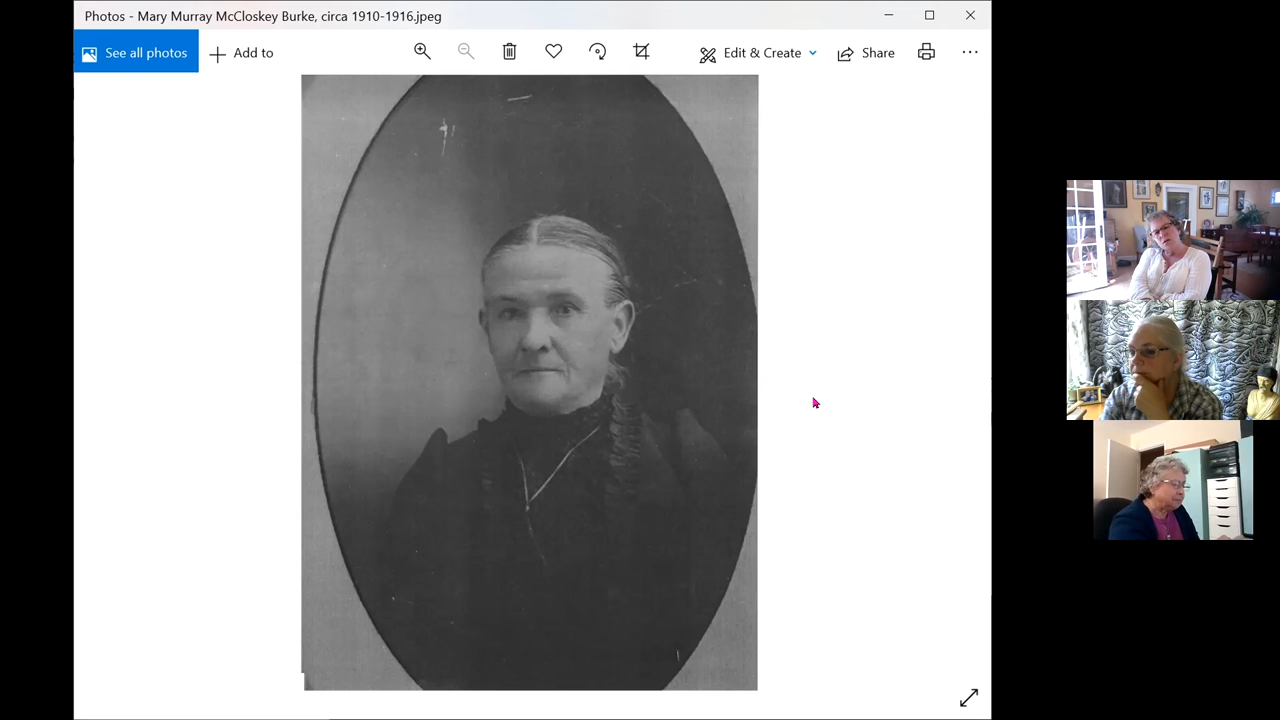 Photos - Mary Murray McCloskey Burke, circa 1910-1916.jpeg
See all photos
Add to
Edit & Create
Share